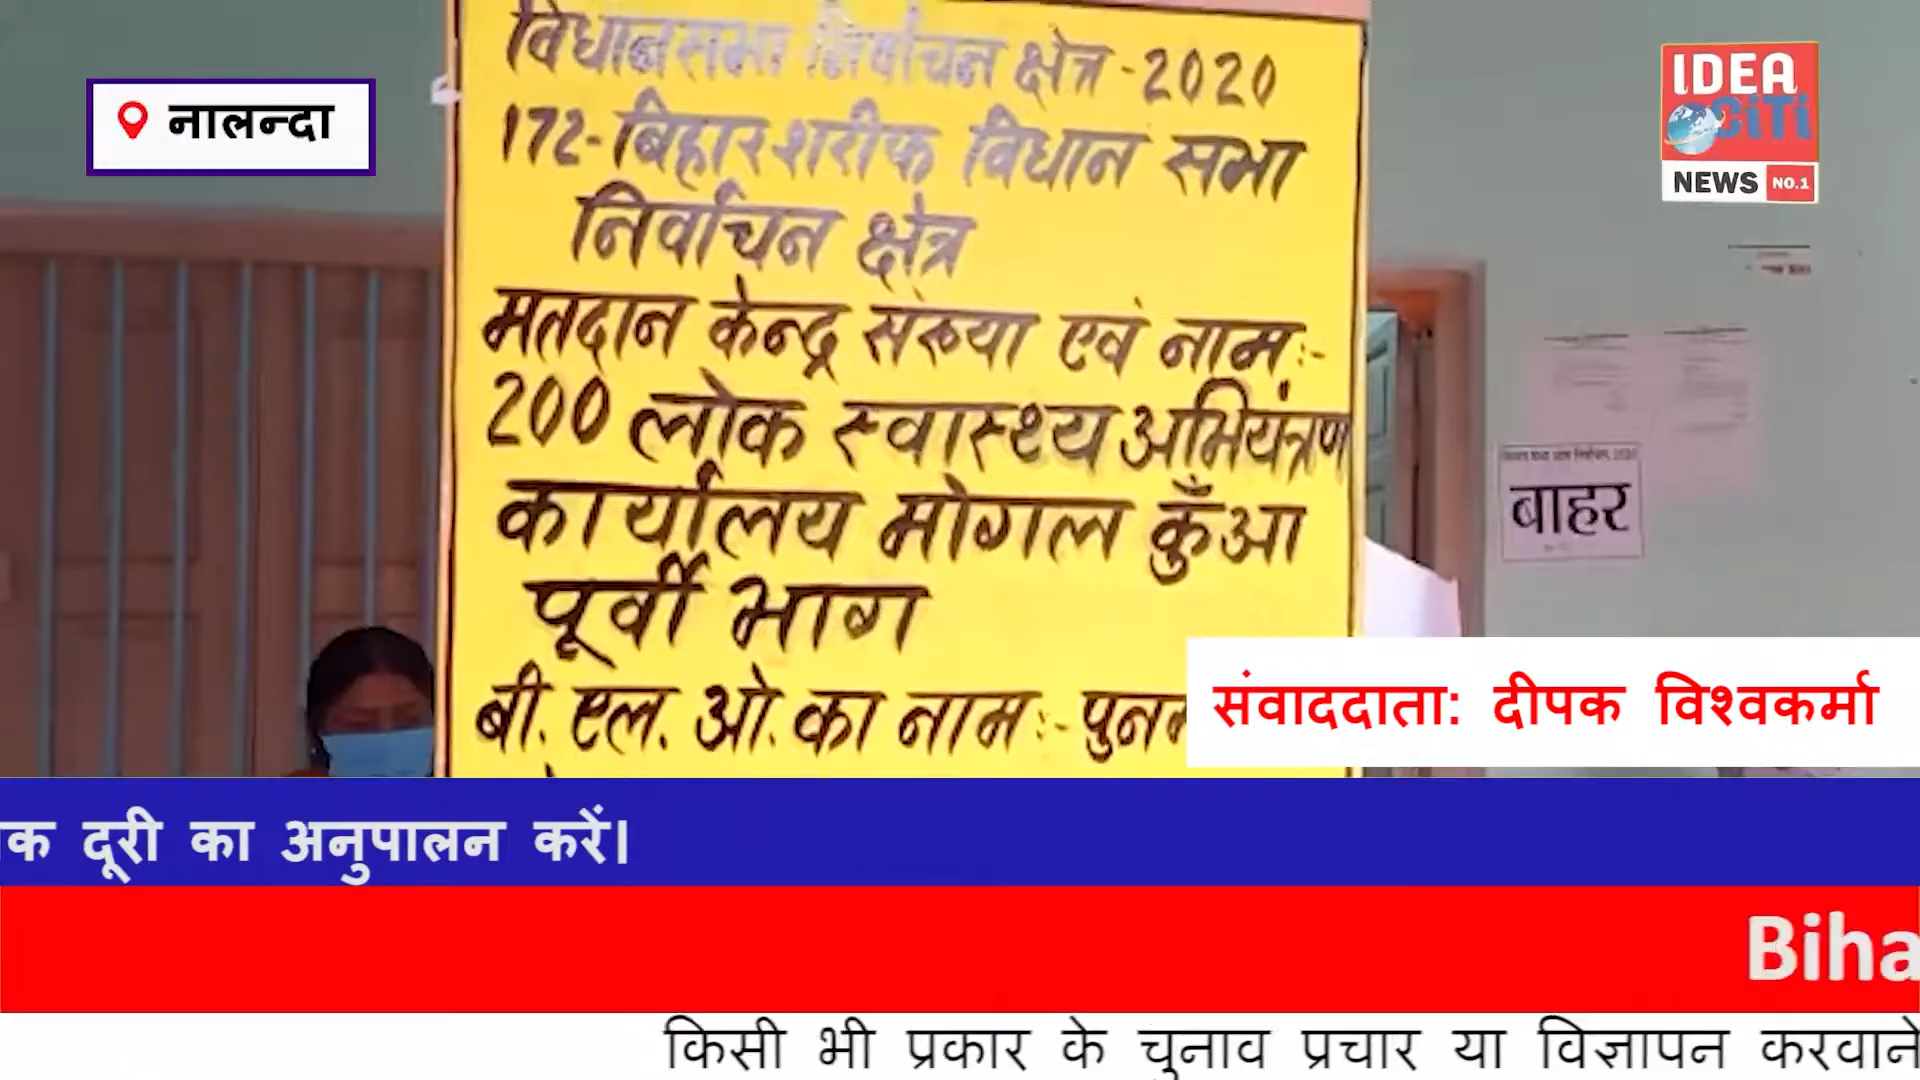 नालन्दा
IDEA
CiTi
NEWS NO.1
विधानसभा निर्वाचन क्षेत्र-2020
172-बिहारशरीफ विधान सभा
निर्वाचन क्षेत्र
मतदान केन्द्र संख्या एवं नाम:-
200 लोक स्वास्थ्य अभियंत्रण
कार्यालय मोगल कुँआ
पूर्वी भाग
बी. एल. ओ. का नाम:-
बाहर
संवाददाता: दीपक विश्वकर्मा
दूरी का अनुपालन करें।
Biha
किसी भी प्रकार के चुनाव प्रचार या विज्ञापन करवाने